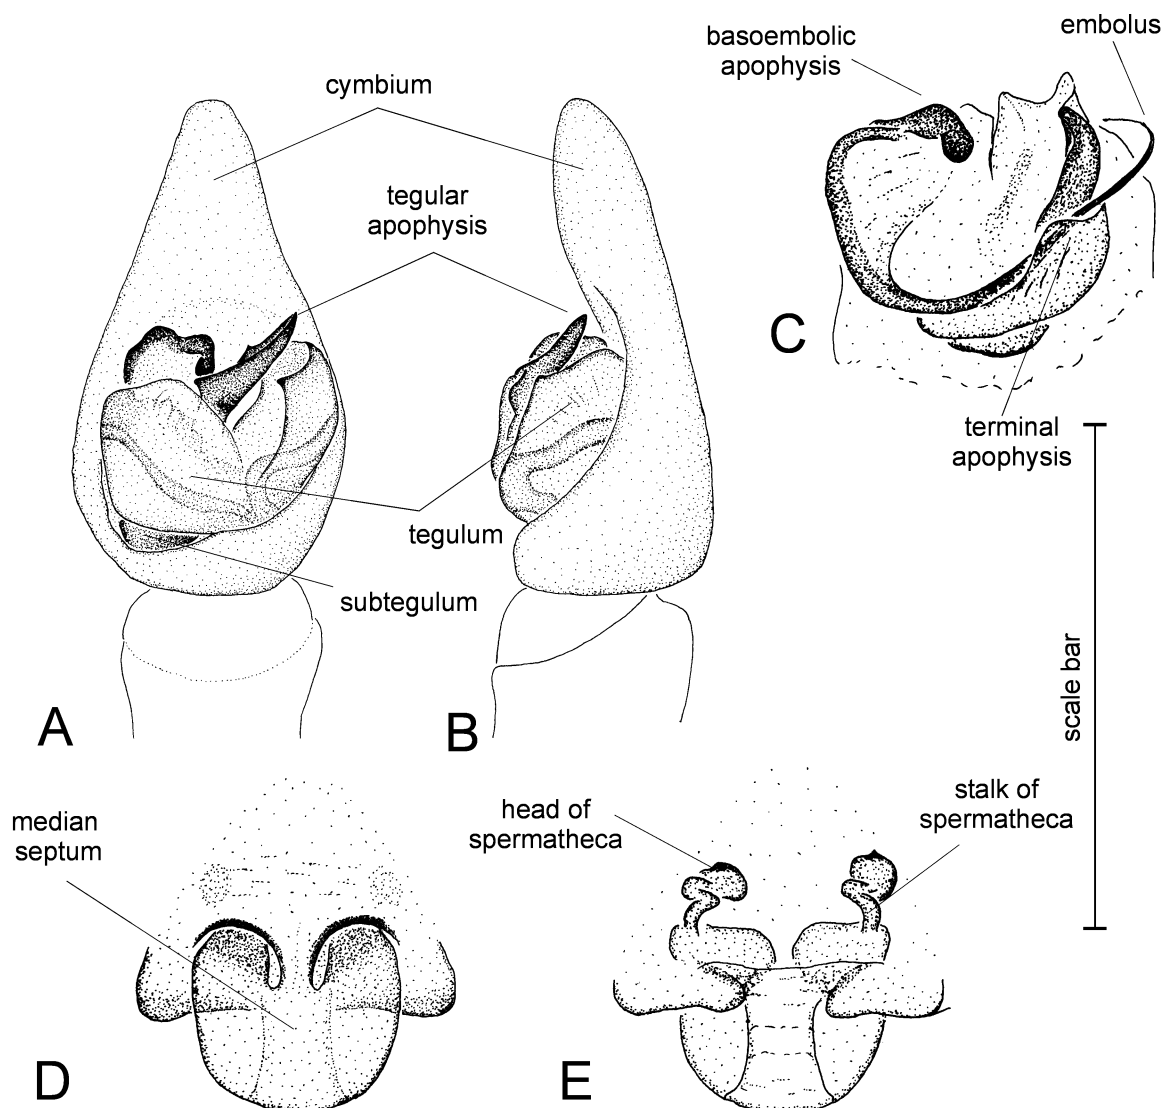 embolus
basoembolic
apophysis
cymbium
tegular
apophysis
C
terminal
apophysis
tegulum
subtegulum
scale bar
A
B
stalk of
spermatheca
head of
spermatheca
median
septum
D
E